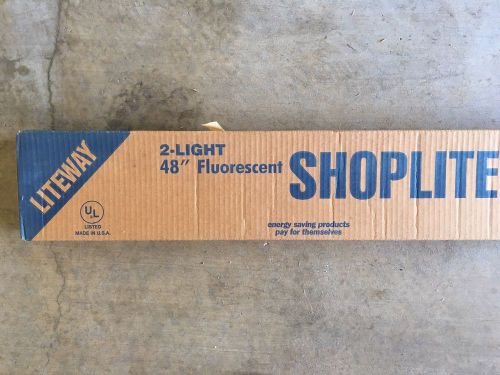 LITEWAY
2-LIGHT
48" Fluorescent
SHOPLITE
UL
LISTED
MADE IN U.S.A.
energy saving products
pay for themselves